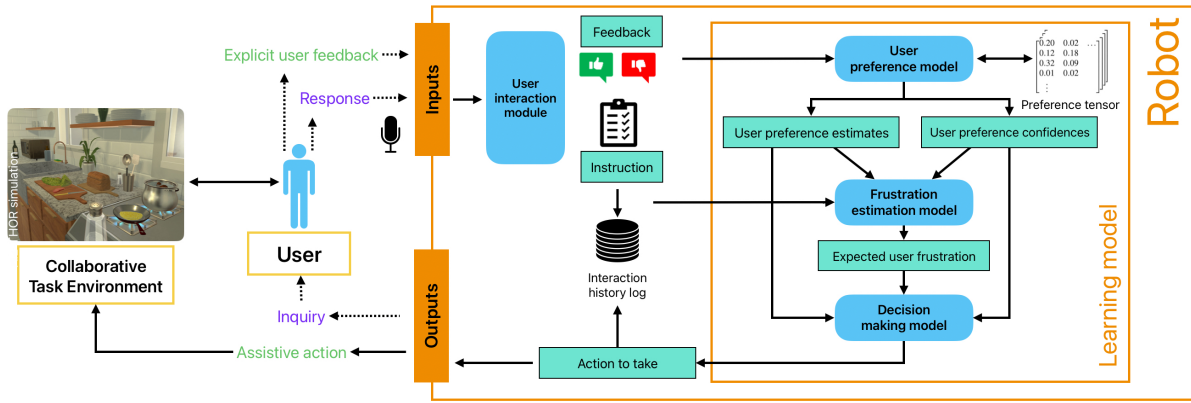 Explicit user feedback
Response
THOR simulation
Collaborative
Task Environment
User
Inquiry
Assistive action
Inputs
Outputs
User
interaction
module
Feedback
Instruction
Interaction
history log
Action to take
User
preference model
0.20 0.02 ...
0.12 0.18
0.32 0.09
0.01 0.02
⋮
Preference tensor
User preference estimates
User preference confidences
Frustration
estimation model
Expected user frustration
Decision
making model
Learning model
Robot